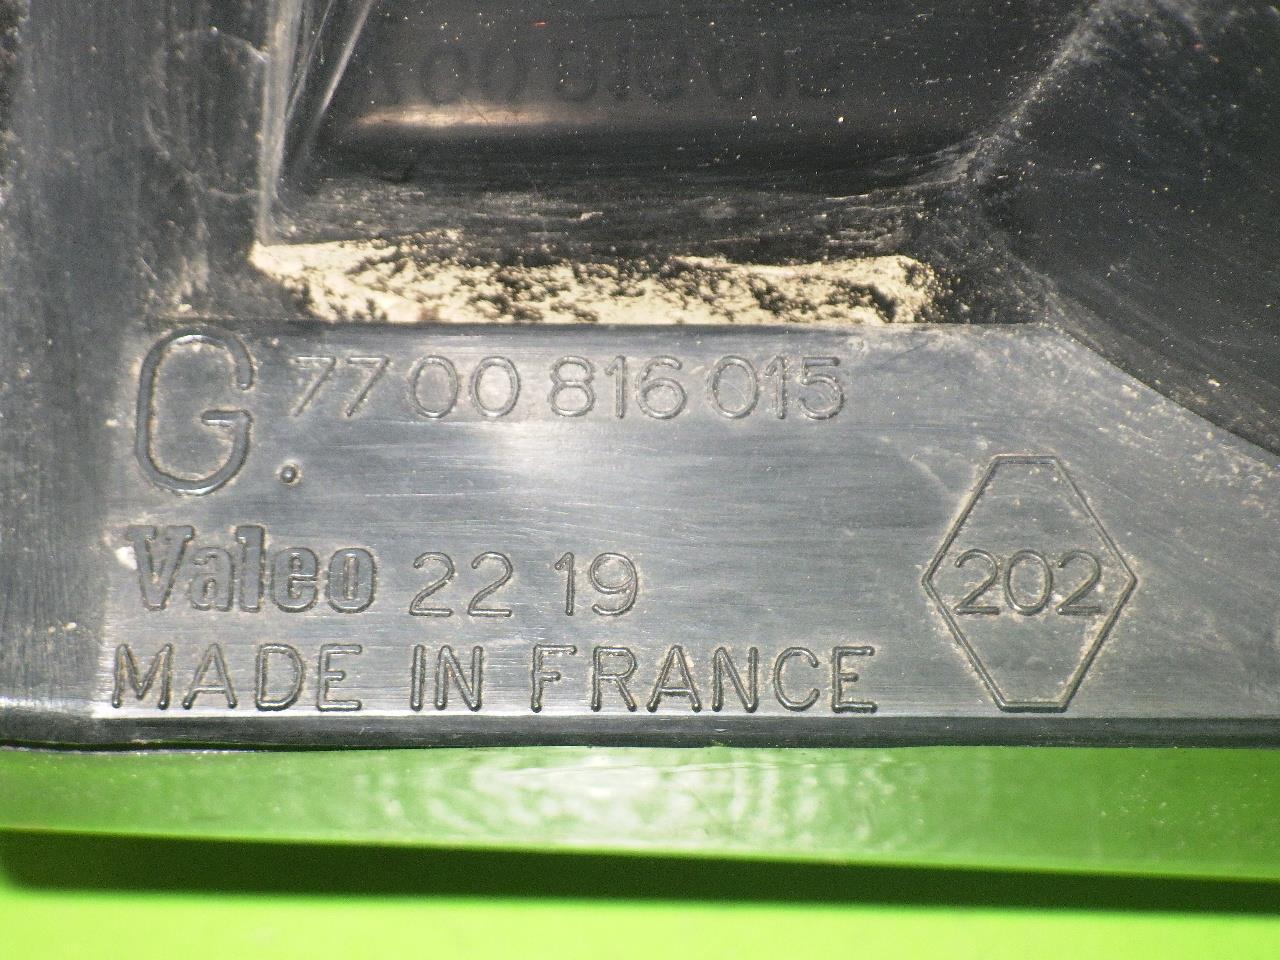 G. 7700 816 015
Valeo 22 19
202
MADE IN FRANCE